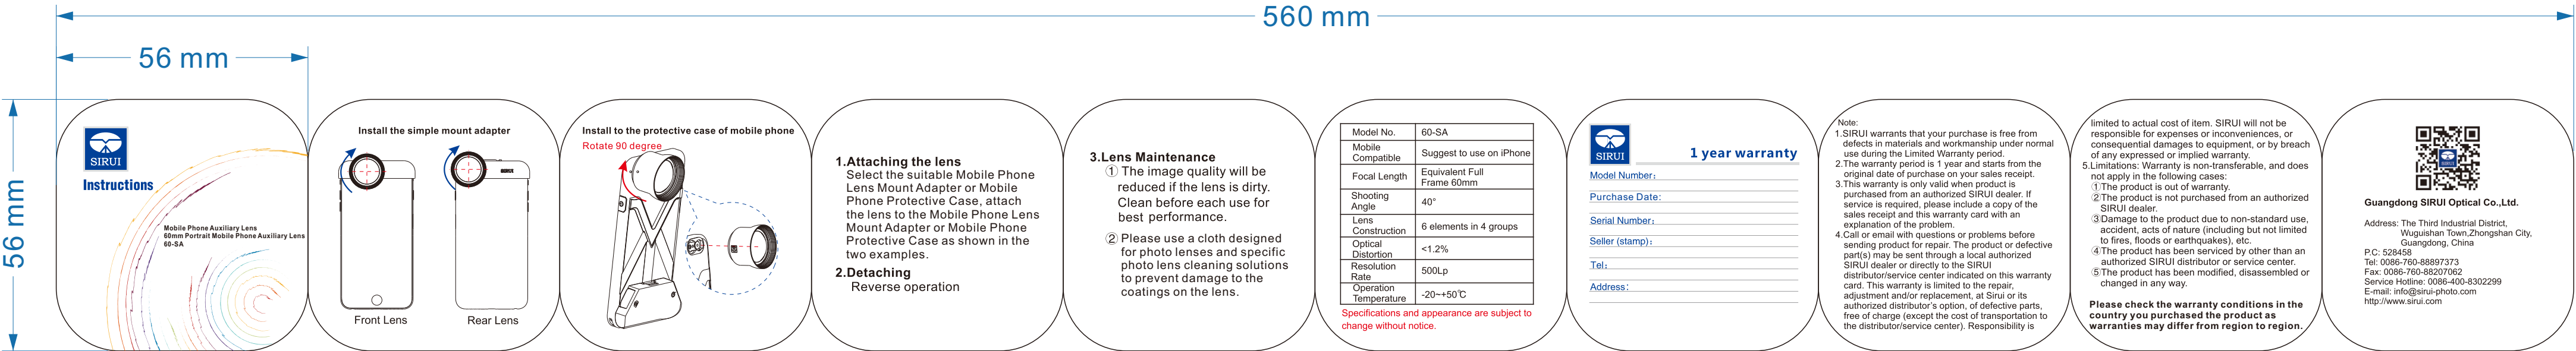 560 mm
56 mm
56 mm
SIRUI
Instructions
Mobile Phone Auxiliary Lens
60mm Portrait Mobile Phone Auxiliary Lens
60-SA
Install the simple mount adapter
SIRUI
Front Lens
Rear Lens
Install to the protective case of mobile phone
Rotate 90 degree
1.Attaching the lens
Select the suitable Mobile Phone
Lens Mount Adapter or Mobile
Phone Protective Case, attach
the lens to the Mobile Phone Lens
Mount Adapter or Mobile Phone
Protective Case as shown in the
two examples.
2.Detaching
Reverse operation
3.Lens Maintenance
① The image quality will be
reduced if the lens is dirty.
Clean before each use for
best performance.
② Please use a cloth designed
for photo lenses and specific
photo lens cleaning solutions
to prevent damage to the
coatings on the lens.
Model No. 60-SA
Mobile
Compatible Suggest to use on iPhone
Focal Length Equivalent Full
Frame 60mm
Shooting
Angle 40°
Lens
Construction 6 elements in 4 groups
Optical
Distortion <1.2%
Resolution
Rate 500Lp
Operation
Temperature -20~+50℃
Specifications and appearance are subject to
change without notice.
SIRUI
1 year warranty
Model Number:
Purchase Date:
Serial Number:
Seller (stamp):
Tel:
Address:
Note:
1.SIRUI warrants that your purchase is free from
defects in materials and workmanship under normal
use during the Limited Warranty period.
2.The warranty period is 1 year and starts from the
original date of purchase on your sales receipt.
3.This warranty is only valid when product is
purchased from an authorized SIRUI dealer. If
service is required, please include a copy of the
sales receipt and this warranty card with an
explanation of the problem.
4.Call or email with questions or problems before
sending product for repair. The product or defective
part(s) may be sent through a local authorized
SIRUI dealer or directly to the SIRUI
distributor/service center indicated on this warranty
card. This warranty is limited to the repair,
adjustment and/or replacement, at Sirui or its
authorized distributor's option, of defective parts,
free of charge (except the cost of transportation to
the distributor/service center). Responsibility is
limited to actual cost of item. SIRUI will not be
responsible for expenses or inconveniences, or
consequential damages to equipment, or by breach
of any expressed or implied warranty.
5.Limitations: Warranty is non-transferable, and does
not apply in the following cases:
①The product is out of warranty.
②The product is not purchased from an authorized
SIRUI dealer.
③Damage to the product due to non-standard use,
accident, acts of nature (including but not limited
to fires, floods or earthquakes), etc.
④The product has been serviced by other than an
authorized SIRUI distributor or service center.
⑤The product has been modified, disassembled or
changed in any way.
Please check the warranty conditions in the
country you purchased the product as
warranties may differ from region to region.
Guangdong SIRUI Optical Co.,Ltd.
Address: The Third Industrial District,
Wuguishan Town,Zhongshan City,
Guangdong, China
P.C: 528458
Tel: 0086-760-88897373
Fax: 0086-760-88207062
Service Hotline: 0086-400-8302299
E-mail: info@sirui-photo.com
http://www.sirui.com